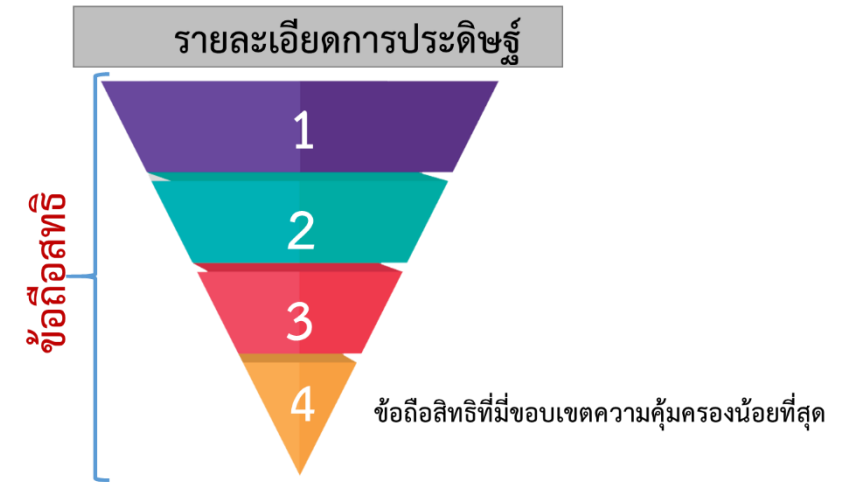 รายละเอียดการประดิษฐ์
ข้อถือสทธิ
1
2
3
4
ข้อถือสิทธิที่มี่ขอบเขตความคุ้มครองน้อยที่สุด